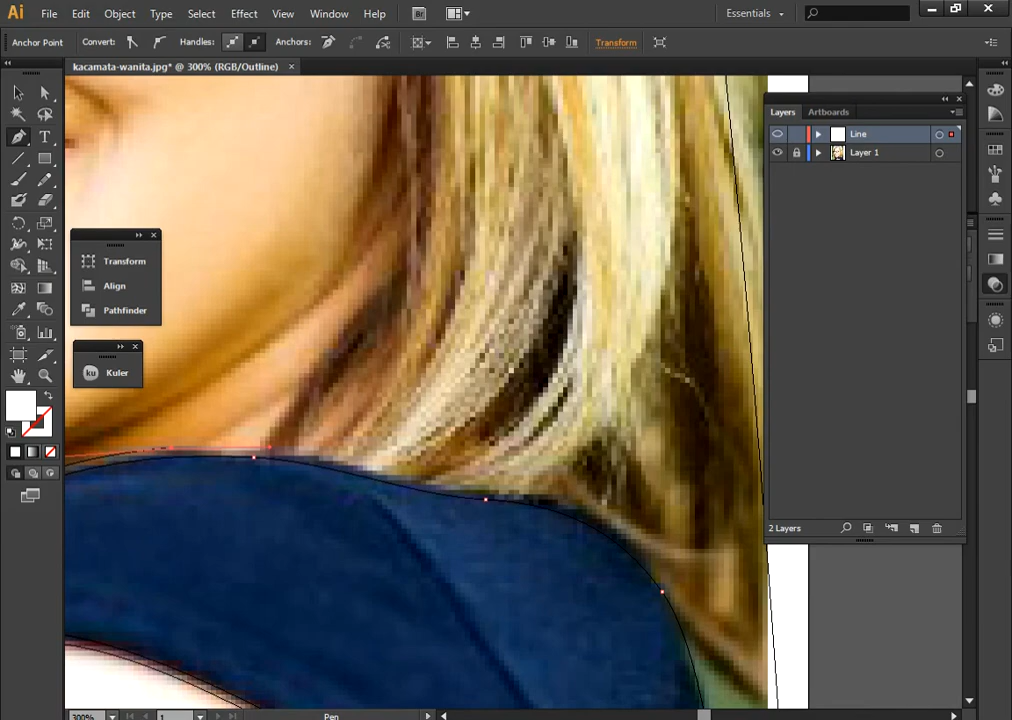 Ai File Edit Object Type Select Effect View Window Help Br Essentials
Anchor Point Convert: Handles: Anchors: Transform
kacamata-wanita.jpg* @ 300% (RGB/Outline) ×
Layers Artboards
Line
Layer 1
Transform
Align
Pathfinder
ku Kuler
2 Layers
300% 1 Pen